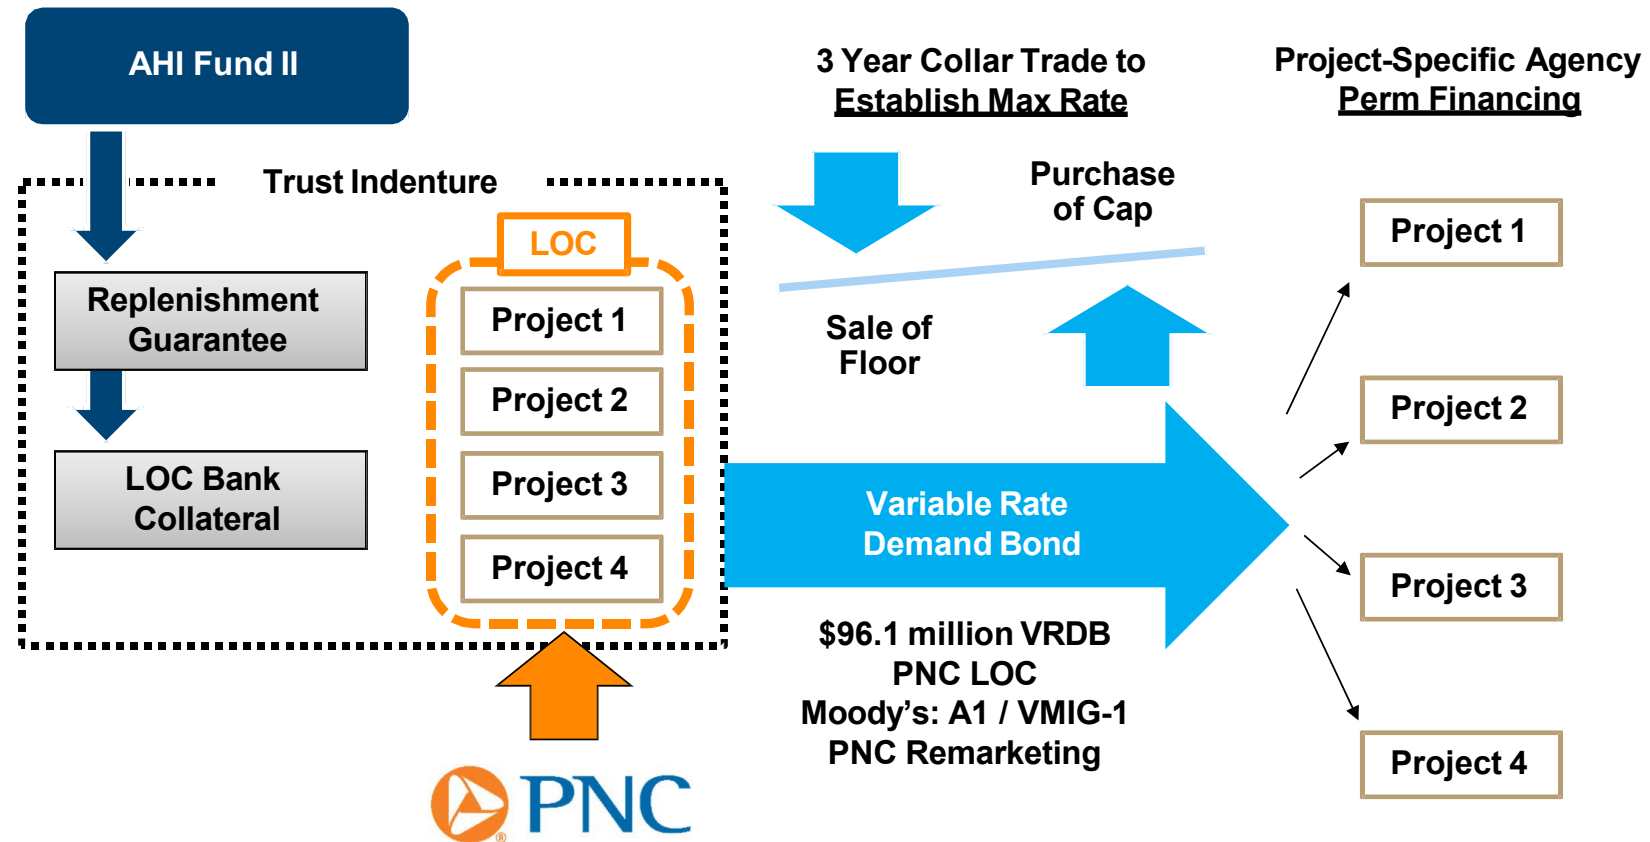 AHI Fund II
Trust Indenture
Replenishment
Guarantee
LOC Bank
Collateral
LOC
Project 1
Project 2
Project 3
Project 4
PNC
®
3 Year Collar Trade to
Establish Max Rate
Purchase
of Cap
Sale of
Floor
Variable Rate
Demand Bond
$96.1 million VRDB
PNC LOC
Moody’s: A1 / VMIG-1
PNC Remarketing
Project-Specific Agency
Perm Financing
Project 1
Project 2
Project 3
Project 4